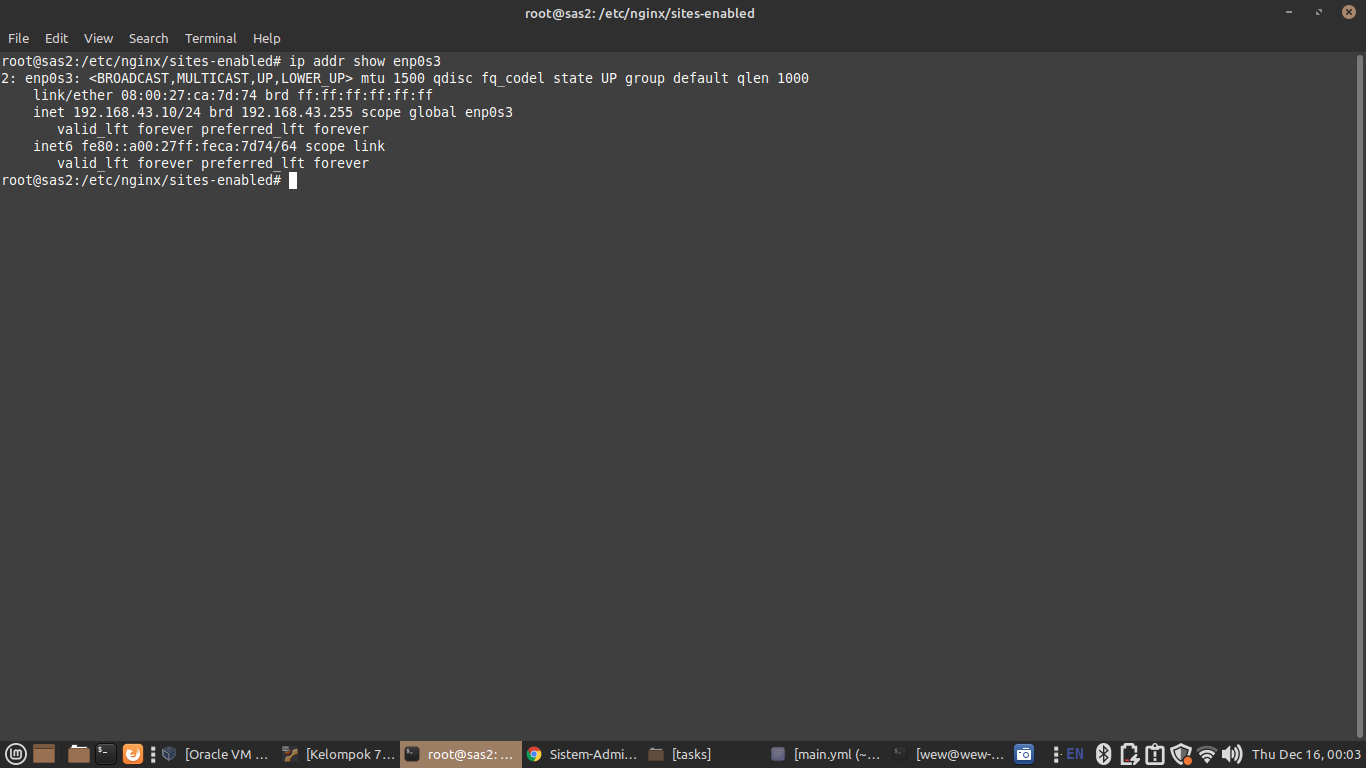 root@sas2: /etc/nginx/sites-enabled
File Edit View Search Terminal Help
root@sas2:/etc/nginx/sites-enabled# ip addr show enp0s3
2: enp0s3: <BROADCAST,MULTICAST,UP,LOWER_UP> mtu 1500 qdisc fq_codel state UP group default qlen 1000
    link/ether 08:00:27:ca:7d:74 brd ff:ff:ff:ff:ff:ff
    inet 192.168.43.10/24 brd 192.168.43.255 scope global enp0s3
       valid_lft forever preferred_lft forever
    inet6 fe80::a00:27ff:feca:7d74/64 scope link
       valid_lft forever preferred_lft forever
root@sas2:/etc/nginx/sites-enabled#
[Oracle VM ... [Kelompok 7... root@sas2: ... Sistem-Admi... [tasks] [main.yml (~... [wew@wew-... EN Thu Dec 16, 00:03